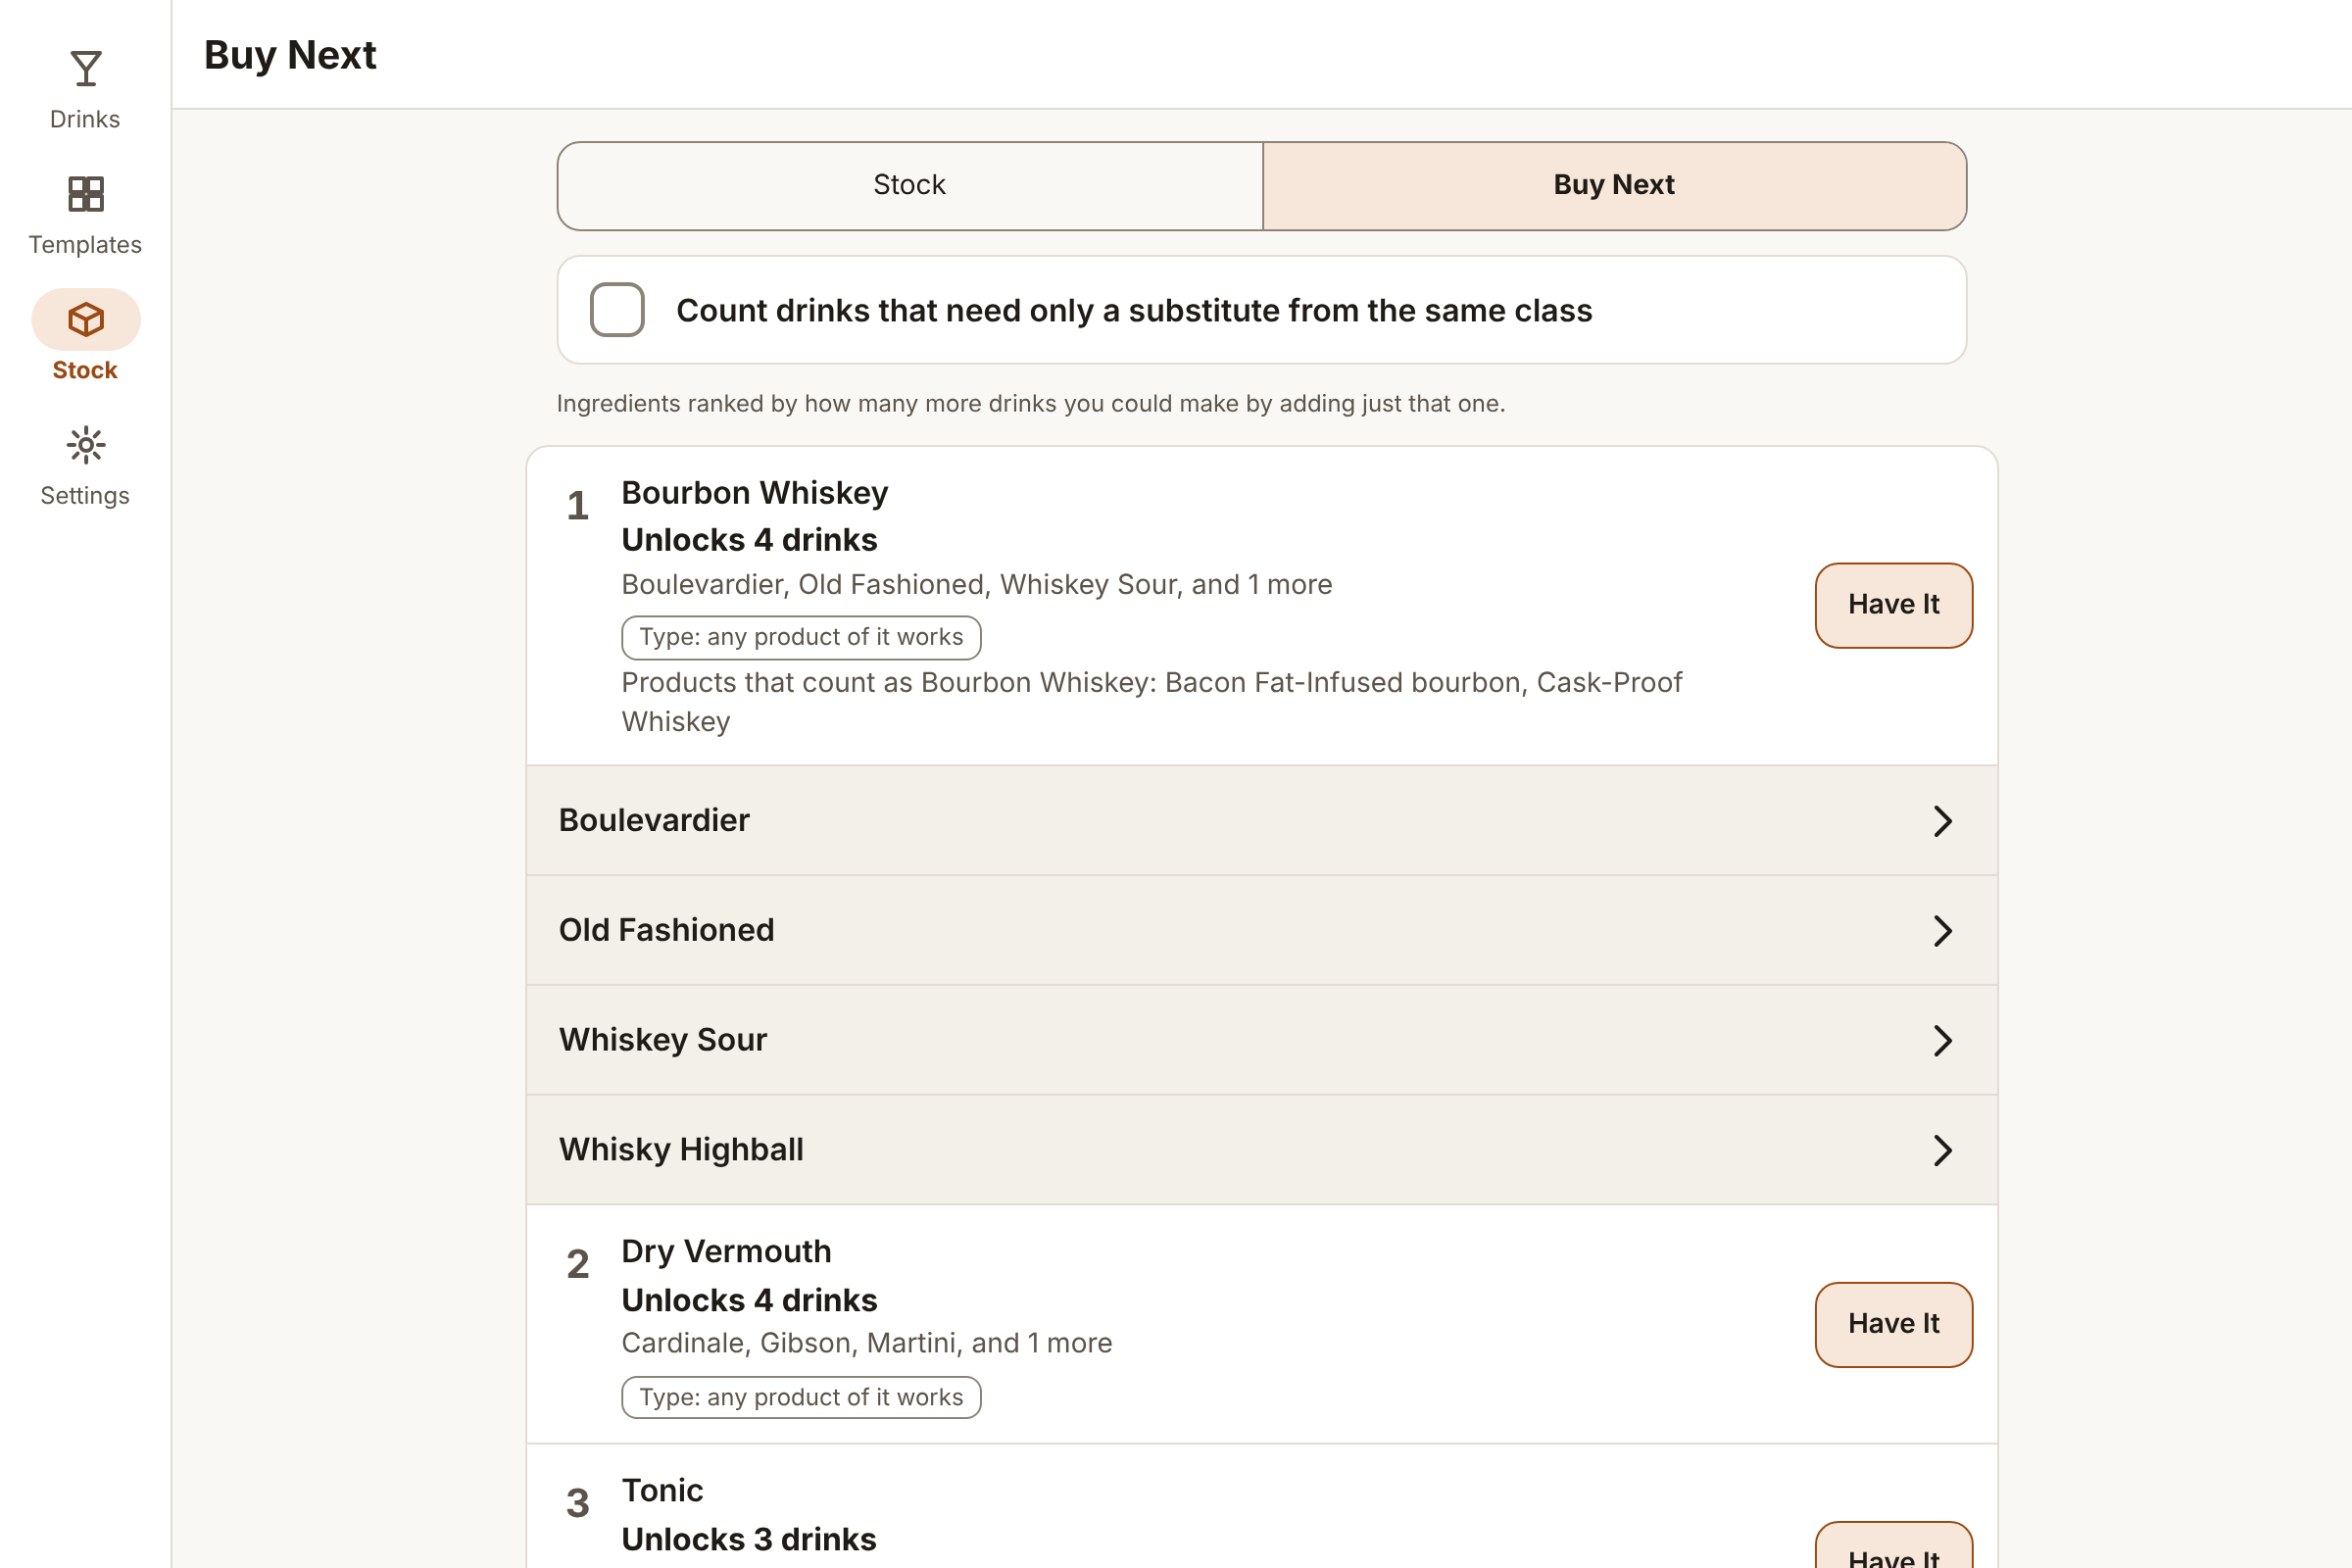 Buy Next
Drinks
Templates
Stock
Settings
Stock
Buy Next
Count drinks that need only a substitute from the same class
Ingredients ranked by how many more drinks you could make by adding just that one.
1
Bourbon Whiskey
Unlocks 4 drinks
Boulevardier, Old Fashioned, Whiskey Sour, and 1 more
Type: any product of it works
Products that count as Bourbon Whiskey: Bacon Fat-Infused bourbon, Cask-Proof
Whiskey
Have It
Boulevardier
Old Fashioned
Whiskey Sour
Whisky Highball
2
Dry Vermouth
Unlocks 4 drinks
Cardinale, Gibson, Martini, and 1 more
Type: any product of it works
Have It
3
Tonic
Unlocks 3 drinks
Have It